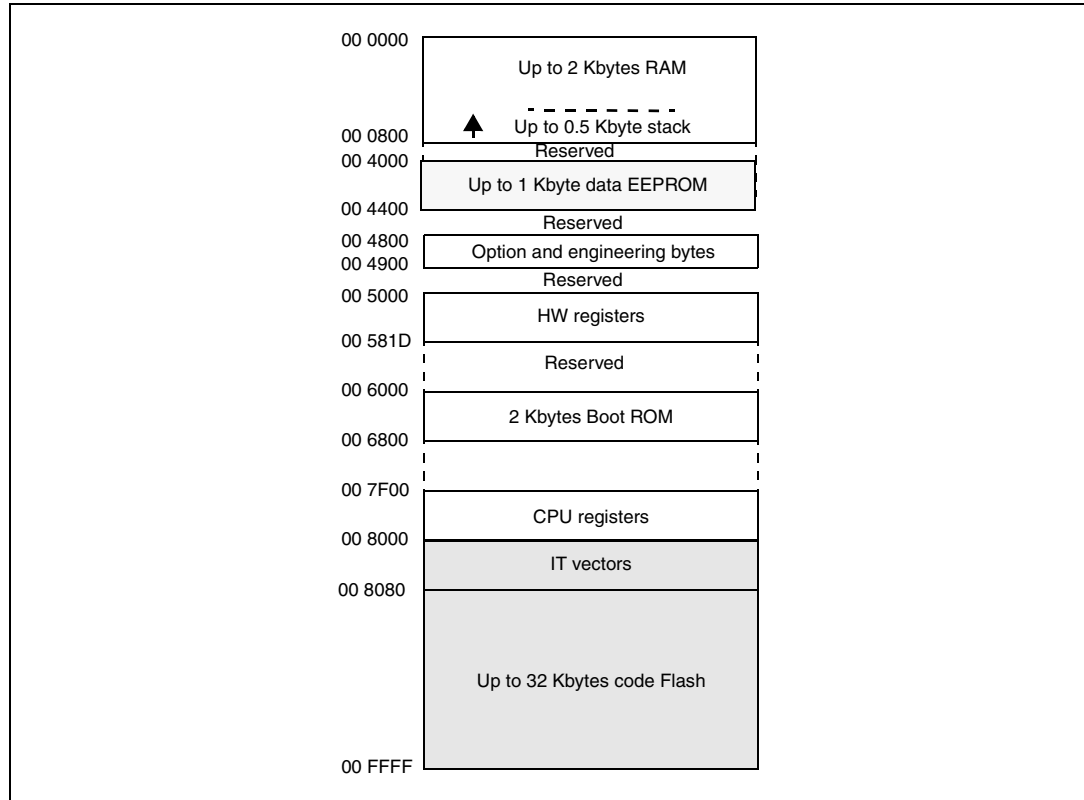 00 0000
Up to 2 Kbytes RAM
Up to 0.5 Kbyte stack
00 0800
Reserved
00 4000
Up to 1 Kbyte data EEPROM
00 4400
Reserved
00 4800
Option and engineering bytes
00 4900
Reserved
00 5000
HW registers
00 581D
Reserved
00 6000
2 Kbytes Boot ROM
00 6800
00 7F00
CPU registers
00 8000
IT vectors
00 8080
Up to 32 Kbytes code Flash
00 FFFF